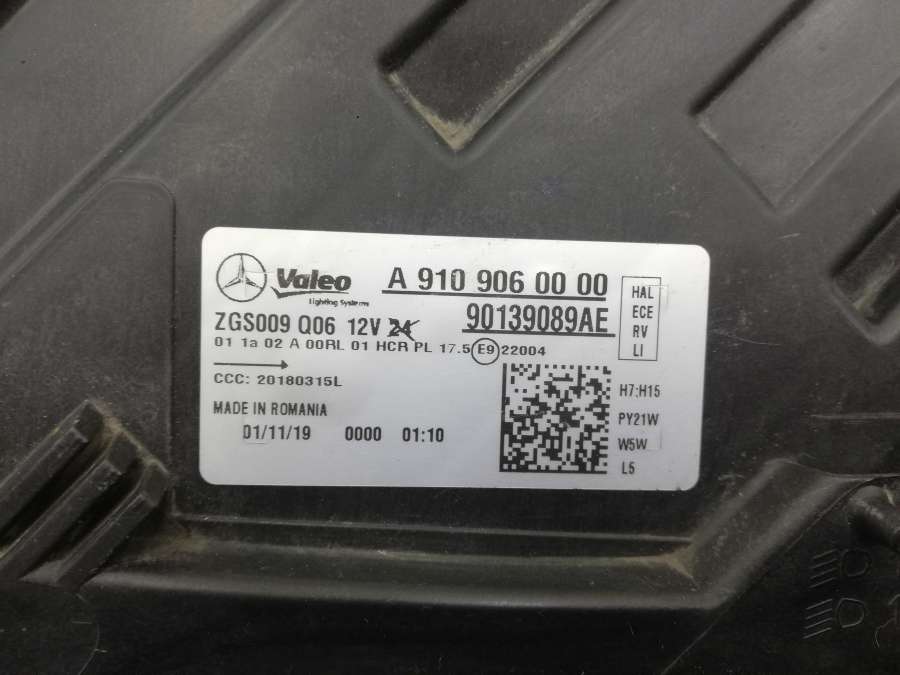 Valeo
Lighting Systems
A 910 906 00 00
90139089AE
HAL
ECE
RV
LI
ZGS009 Q06 12V 24
01 1a 02 A 00RL 01 HCR PL 17.5 E9 22004
CCC: 20180315L
MADE IN ROMANIA
01/11/19 0000 01:10
H7;H15
PY21W
W5W
L5